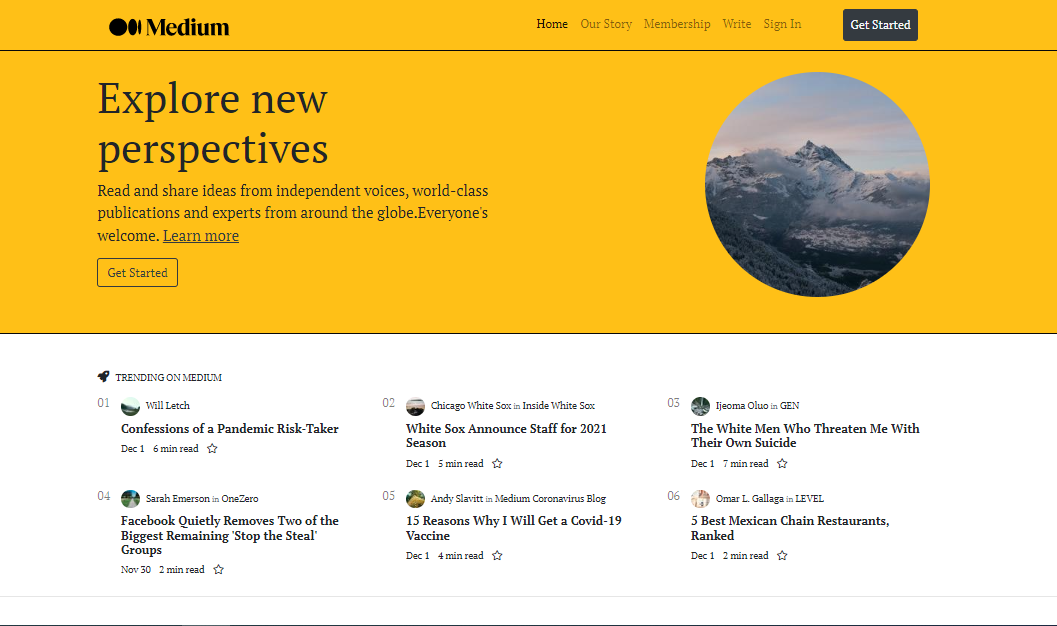 Medium
Home Our Story Membership Write Sign In Get Started
Explore new
perspectives
Read and share ideas from independent voices, world-class
publications and experts from around the globe.Everyone's
welcome. Learn more
Get Started
TRENDING ON MEDIUM
01 Will Letch
Confessions of a Pandemic Risk-Taker
Dec 1 6 min read
02 Chicago White Sox in Inside White Sox
White Sox Announce Staff for 2021
Season
Dec 1 5 min read
03 Ijeoma Oluo in GEN
The White Men Who Threaten Me With
Their Own Suicide
Dec 1 7 min read
04 Sarah Emerson in OneZero
Facebook Quietly Removes Two of the
Biggest Remaining 'Stop the Steal'
Groups
Nov 30 2 min read
05 Andy Slavitt in Medium Coronavirus Blog
15 Reasons Why I Will Get a Covid-19
Vaccine
Dec 1 4 min read
06 Omar L. Gallaga in LEVEL
5 Best Mexican Chain Restaurants,
Ranked
Dec 1 2 min read